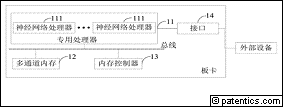 111
111
神经网络处理器
•••
神经网络处理器
专用处理器
11
14
接口
外部设备
总线
多通道内存
12
内存控制器
13
板卡
@ patentics.com